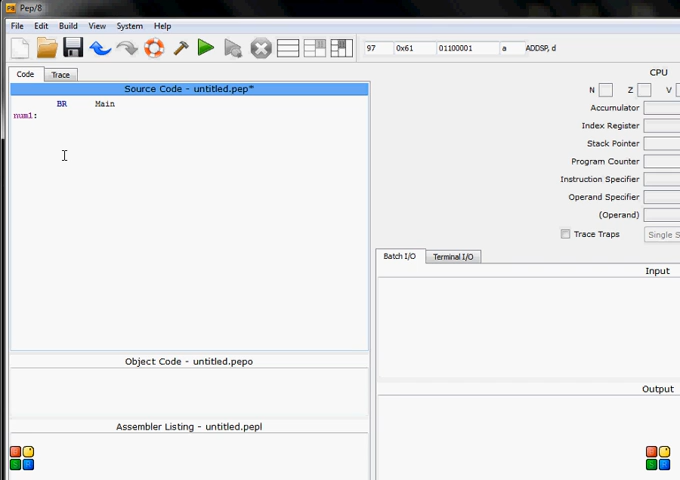 Pep/8
File Edit Build View System Help
97 0x61 01100001 a ADDSP, d
Code Trace
Source Code - untitled.pep*
BR Main
num1:
Object Code - untitled.pepo
Assembler Listing - untitled.pepl
CPU
N Z V
Accumulator
Index Register
Stack Pointer
Program Counter
Instruction Specifier
Operand Specifier
(Operand)
Trace Traps Single S
Batch I/O Terminal I/O
Input
Output